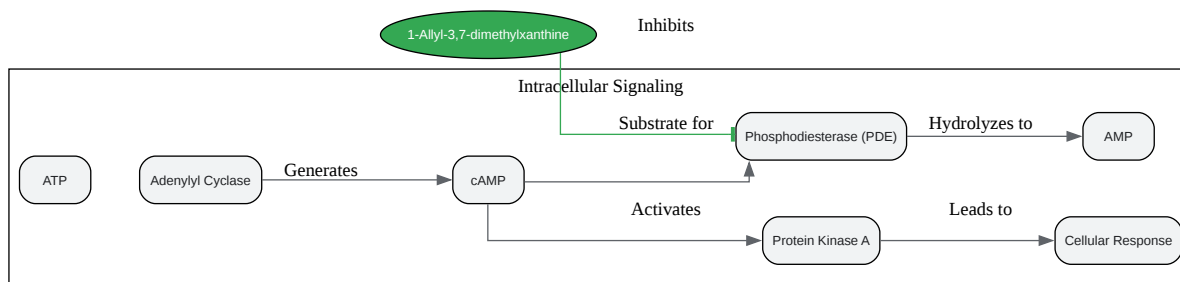 1-Allyl-3,7-dimethylxanthine
Inhibits
Intracellular Signaling
Substrate for
Phosphodiesterase (PDE)
Hydrolyzes to
AMP
ATP
Adenylyl Cyclase
Generates
cAMP
Activates
Leads to
Protein Kinase A
Cellular Response